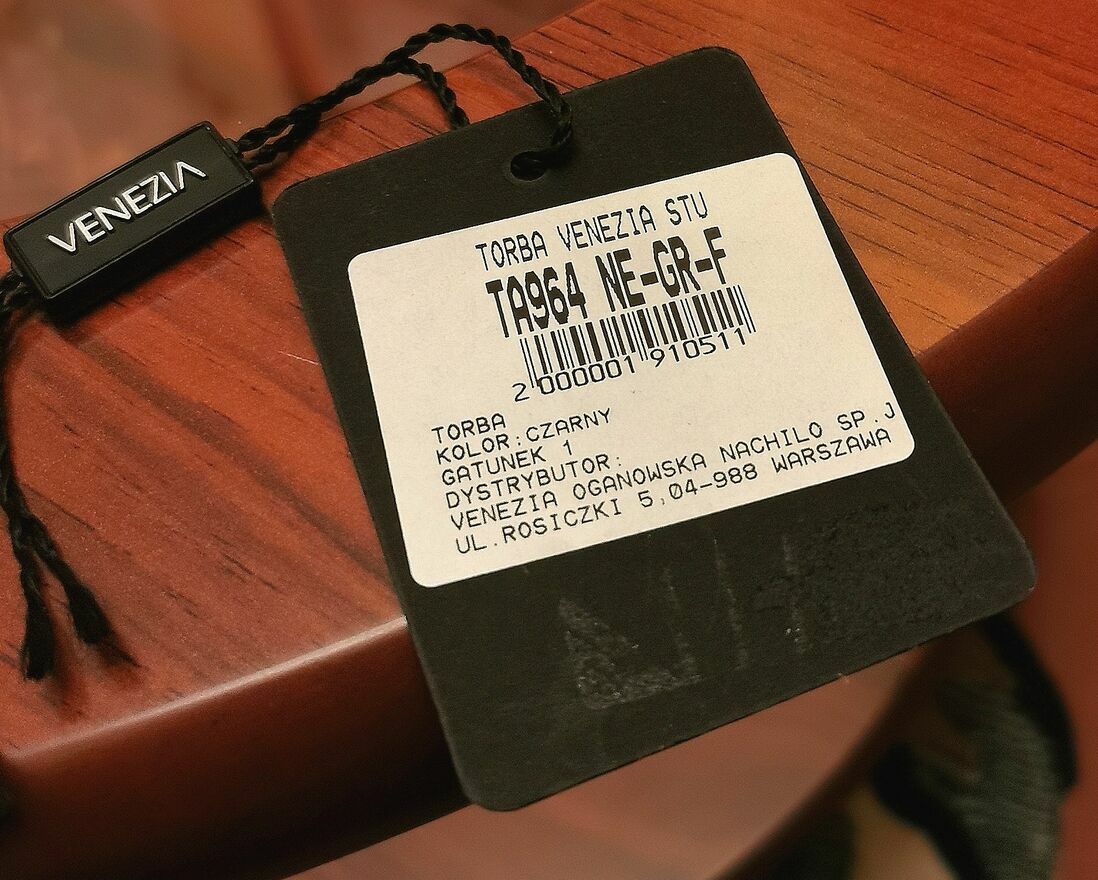 VENEZIA
TORBA VENEZIA STU
TA964 NE-GR-F
2 000001 910511
TORBA
KOLOR:CZARNY
GATUNEK 1
DYSTRYBUTOR:
VENEZIA OGANOWSKA NACHILO SP.J
UL.ROSICZKI 5,04-988 WARSZAWA